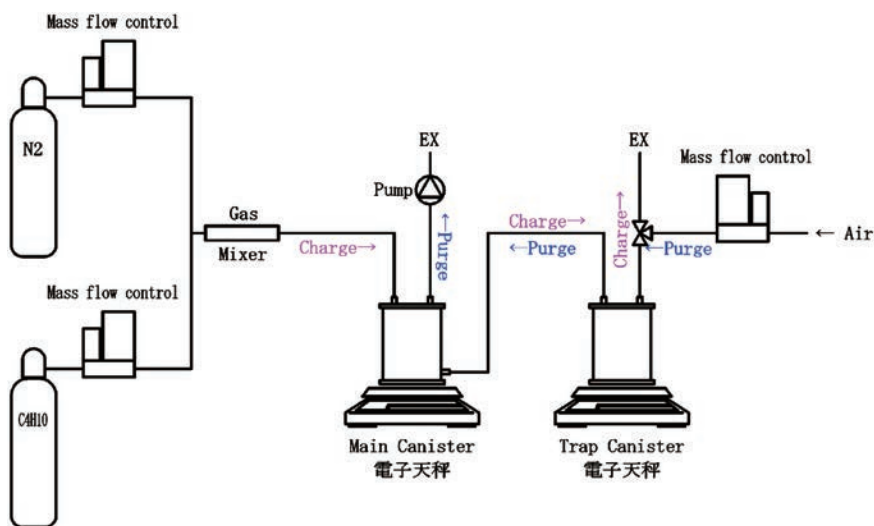 Mass flow control
N2
EX
EX
Mass flow control
Pump
Gas
Mixer
Charge→
←Purge
Charge→
←Purge
Charge→
←Purge
← Air
Mass flow control
C4H10
Main Canister
電子天秤
Trap Canister
電子天秤